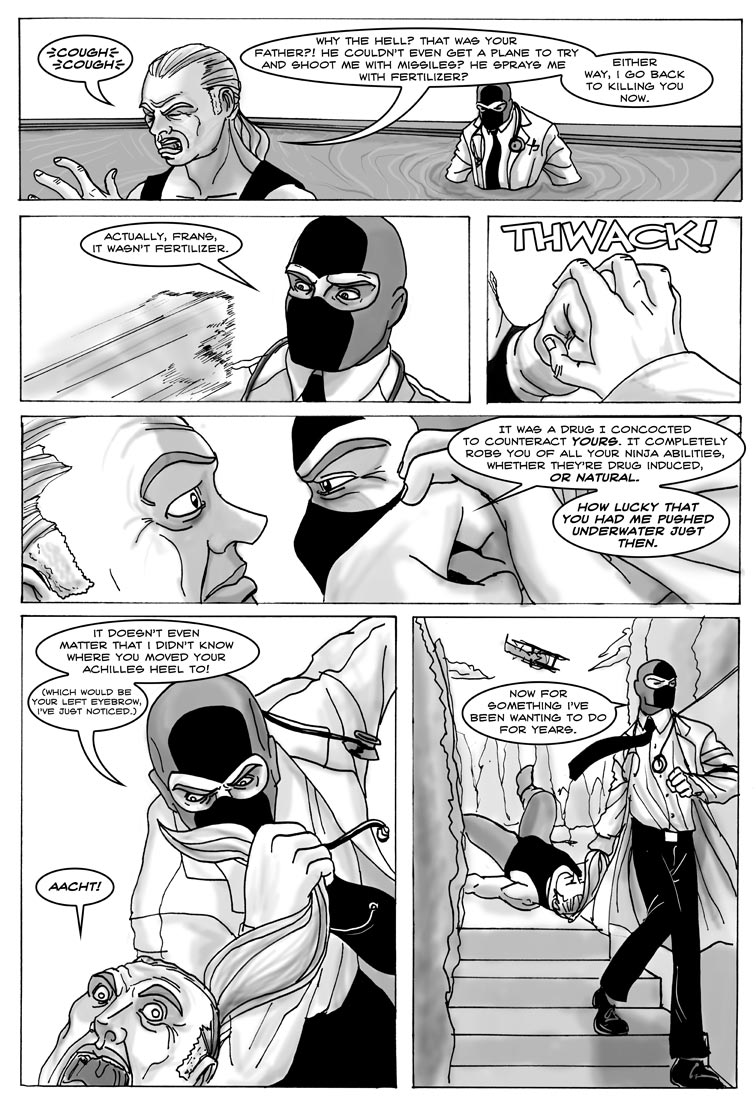 COUGH
COUGH
WHY THE HELL? THAT WAS YOUR
FATHER?! HE COULDN'T EVEN GET A PLANE TO TRY
AND SHOOT ME WITH MISSILES? HE SPRAYS ME
WITH FERTILIZER?
EITHER
WAY, I GO BACK
TO KILLING YOU
NOW.
ACTUALLY, FRANS,
IT WASN'T FERTILIZER.
THWACK!
IT WAS A DRUG I CONCOCTED
TO COUNTERACT YOURS. IT COMPLETELY
ROBS YOU OF ALL YOUR NINJA ABILITIES,
WHETHER THEY'RE DRUG INDUCED,
OR NATURAL.
HOW LUCKY THAT
YOU HAD ME PUSHED
UNDERWATER JUST
THEN.
IT DOESN'T EVEN
MATTER THAT I DIDN'T KNOW
WHERE YOU MOVED YOUR
ACHILLES HEEL TO!
(WHICH WOULD BE
YOUR LEFT EYEBROW,
I'VE JUST NOTICED.)
AACHT!
NOW FOR
SOMETHING I'VE
BEEN WANTING TO DO
FOR YEARS.